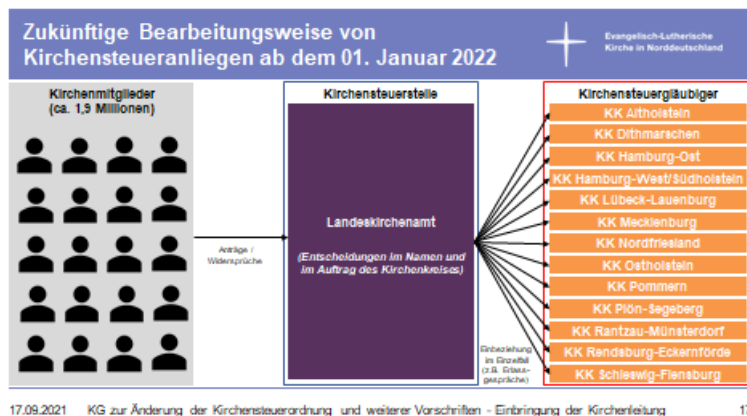 Zukünftige Bearbeitungsweise von
Kirchensteueranliegen ab dem 01. Januar 2022
Evangelisch-Lutherische
Kirche in Norddeutschland
Kirchenmitglieder
(ca. 1,9 Millionen)
Anträge /
Widersprüche
Kirchensteuerstelle
Landeskirchenamt
(Entscheidungen im Namen und
im Auftrag des Kirchenkreises)
Einbeziehung
im Einzelfall
(z.B. Erlass-
gespräche)
Kirchensteuergläubiger
KK Altholstein
KK Dithmarschen
KK Hamburg-Ost
KK Hamburg-West/Südholstein
KK Lübeck-Lauenburg
KK Mecklenburg
KK Nordfriesland
KK Ostholstein
KK Pommern
KK Plön-Segeberg
KK Rantzau-Münsterdorf
KK Rendsburg-Eckernförde
KK Schleswig-Flensburg
17.09.2021 KG zur Änderung der Kirchensteuerordnung und weiterer Vorschriften - Einbringung der Kirchenleitung